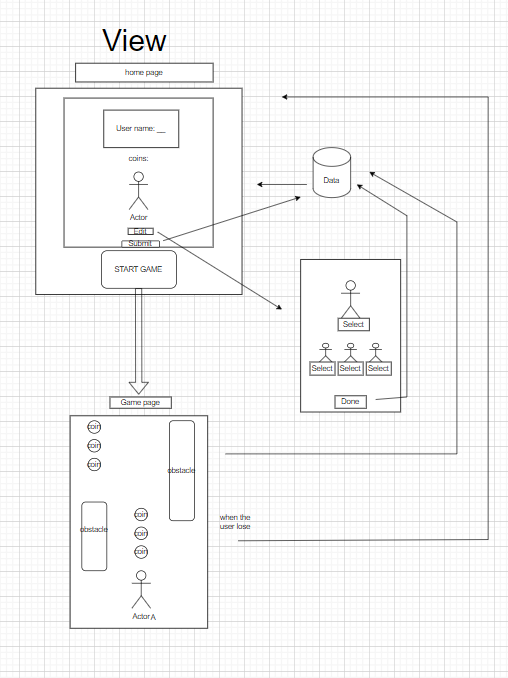 View
home page
User name: __
coins:
Actor
Edit
Submit
START GAME
Data
Select
Select
Select
Select
Done
Game page
coin
coin
coin
obstacle
obstacle
coin
coin
coin
when the
user lose
Actor A